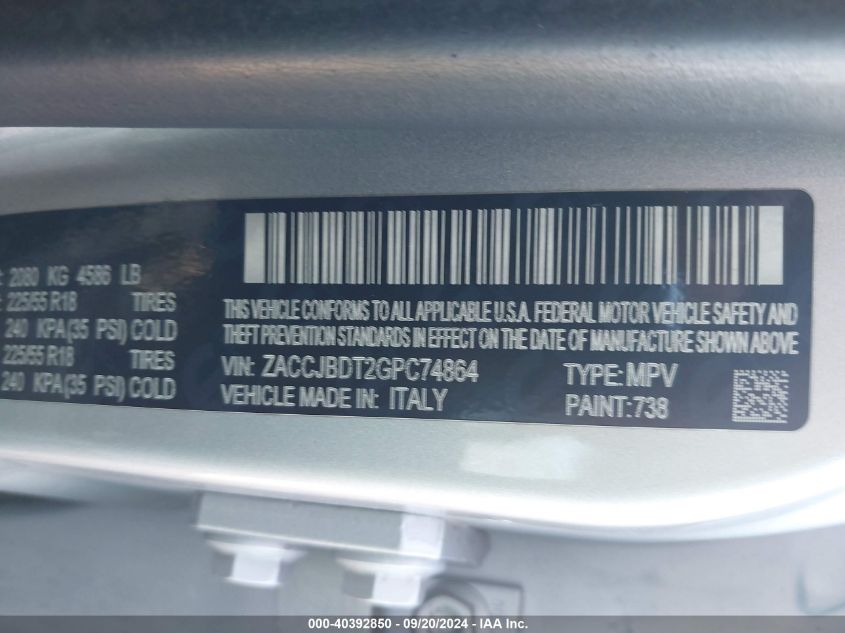 2080 KG 4586 LB
225/55 R18 TIRES
240 KPA(35 PSI) COLD
225/55 R18 TIRES
240 KPA(35 PSI) COLD
THIS VEHICLE CONFORMS TO ALL APPLICABLE U.S.A. FEDERAL MOTOR VEHICLE SAFETY AND
THEFT PREVENTION STANDARDS IN EFFECT ON THE DATE OF MANUFACTURE SHOWN ABOVE
VIN: ZACCJBDT2GPC74864 TYPE: MPV
VEHICLE MADE IN: ITALY PAINT: 738
000-40392850 - 09/20/2024 - IAA Inc.